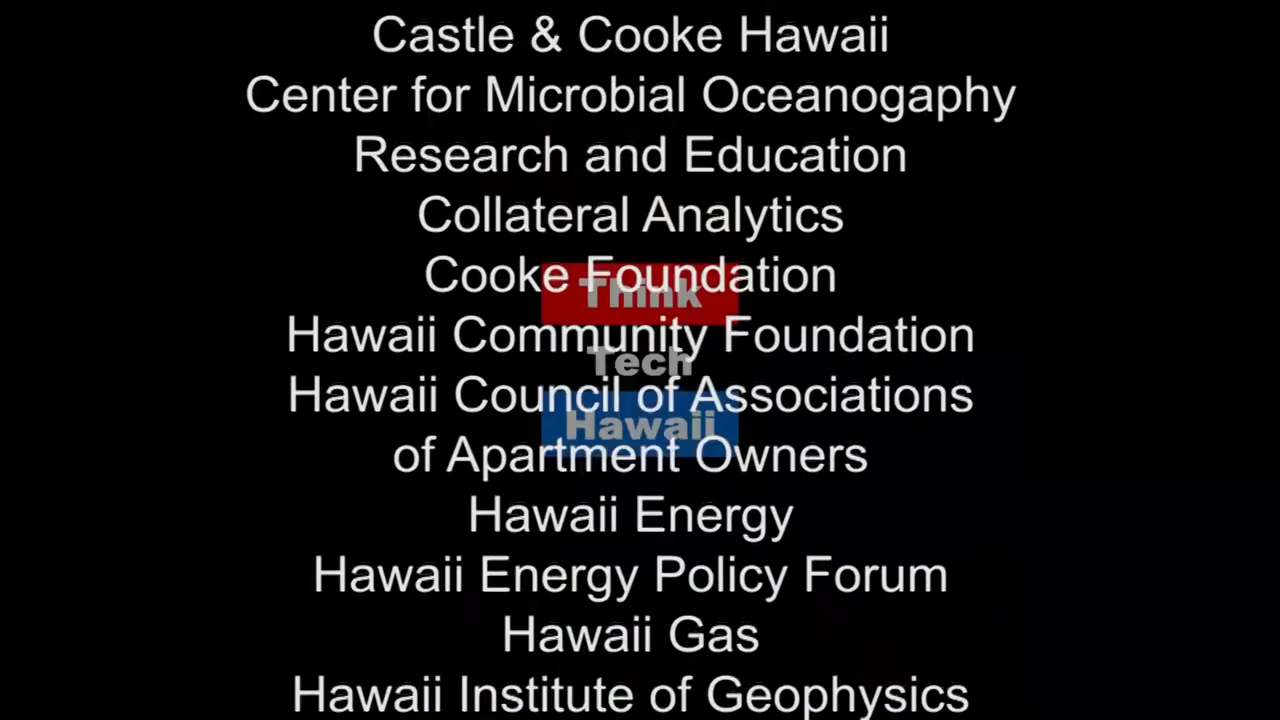 Castle & Cooke Hawaii
Center for Microbial Oceanogaphy
Research and Education
Collateral Analytics
Cooke Foundation
Think
Hawaii Community Foundation
Tech
Hawaii Council of Associations
Hawaii
of Apartment Owners
Hawaii Energy
Hawaii Energy Policy Forum
Hawaii Gas
Hawaii Institute of Geophysics